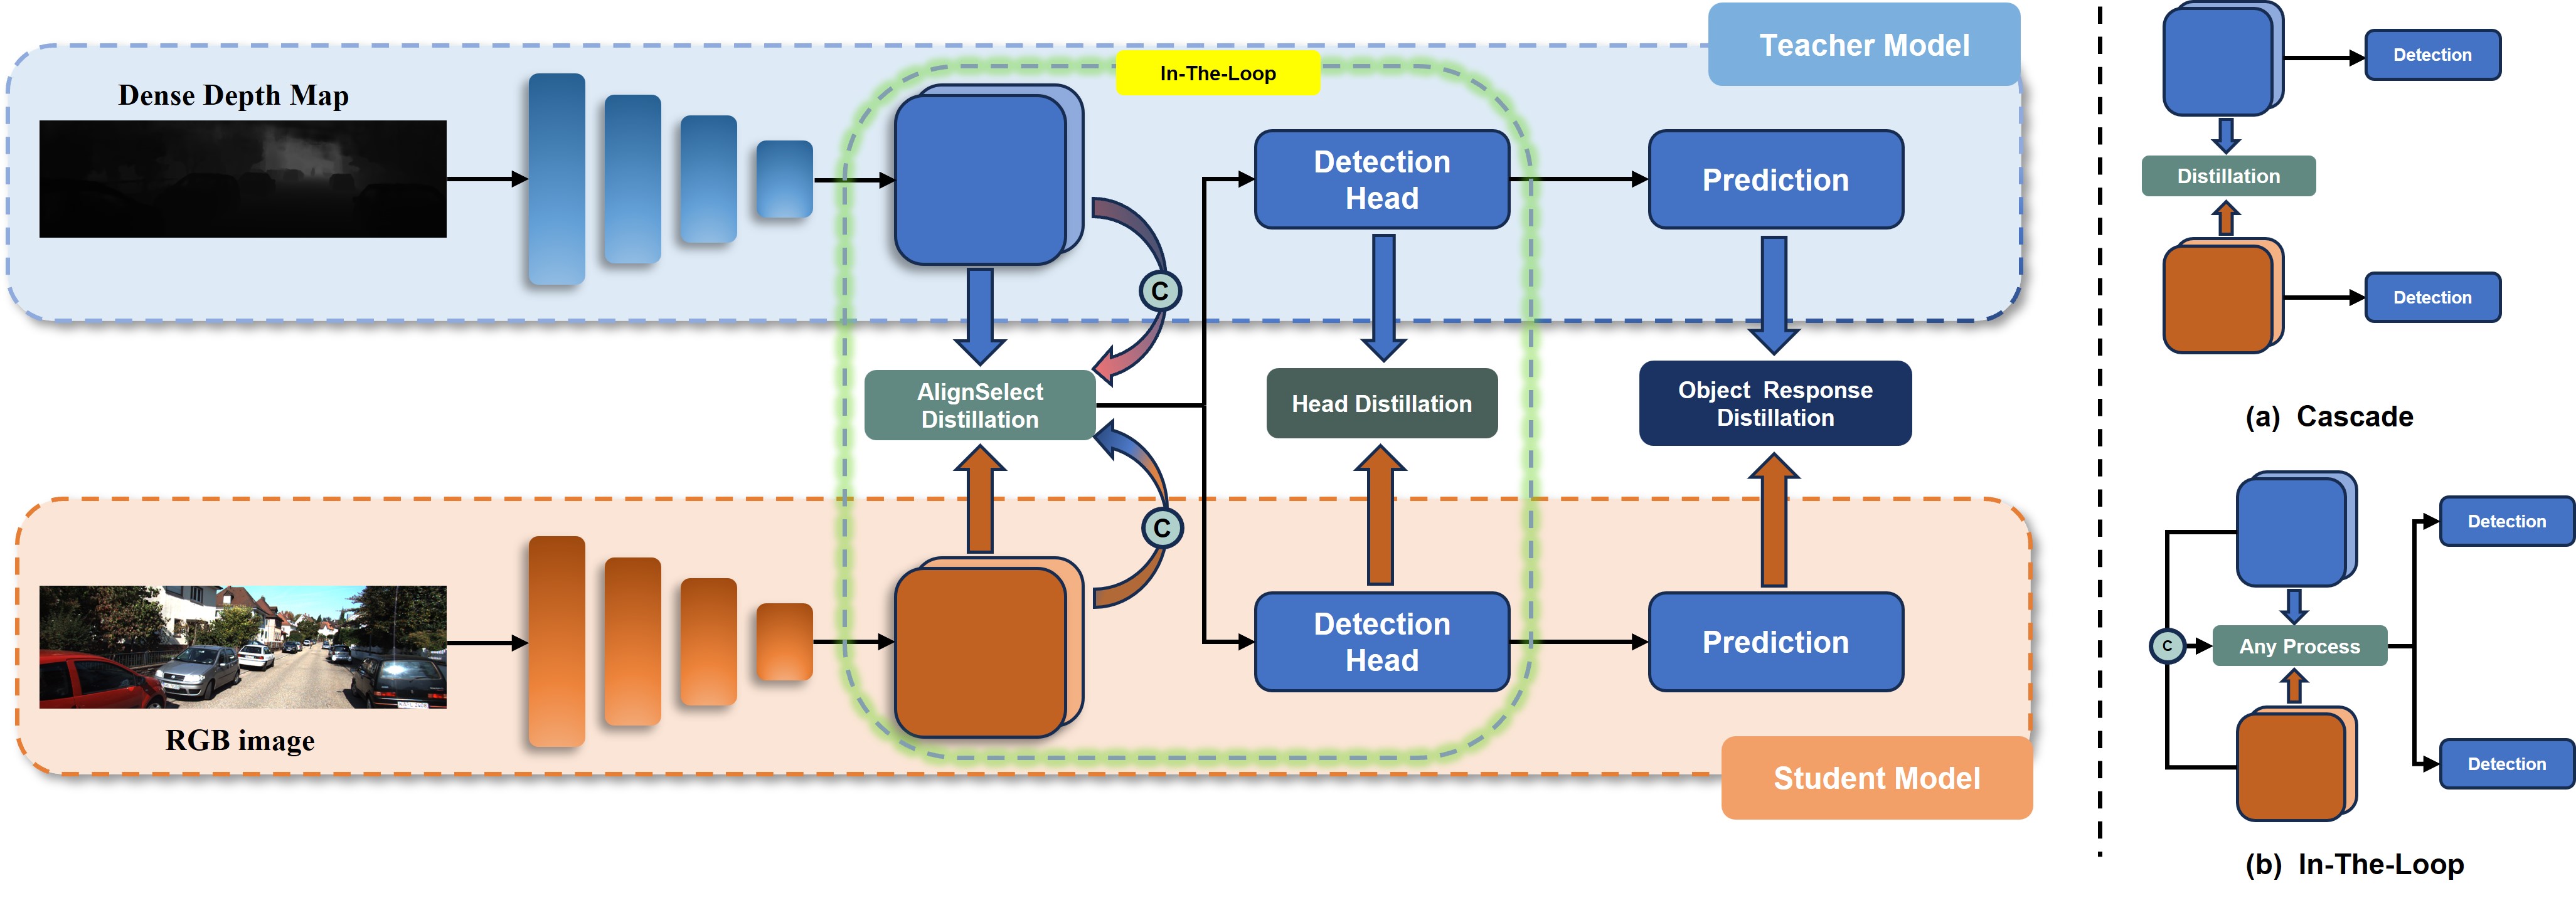 Teacher Model
In-The-Loop
Dense Depth Map
Detection
Head
Prediction
C
AlignSelect
Distillation
Head Distillation
Object Response
Distillation
C
Detection
Head
Prediction
RGB image
Student Model
Detection
Distillation
Detection
(a) Cascade
Detection
C
Any Process
Detection
(b) In-The-Loop